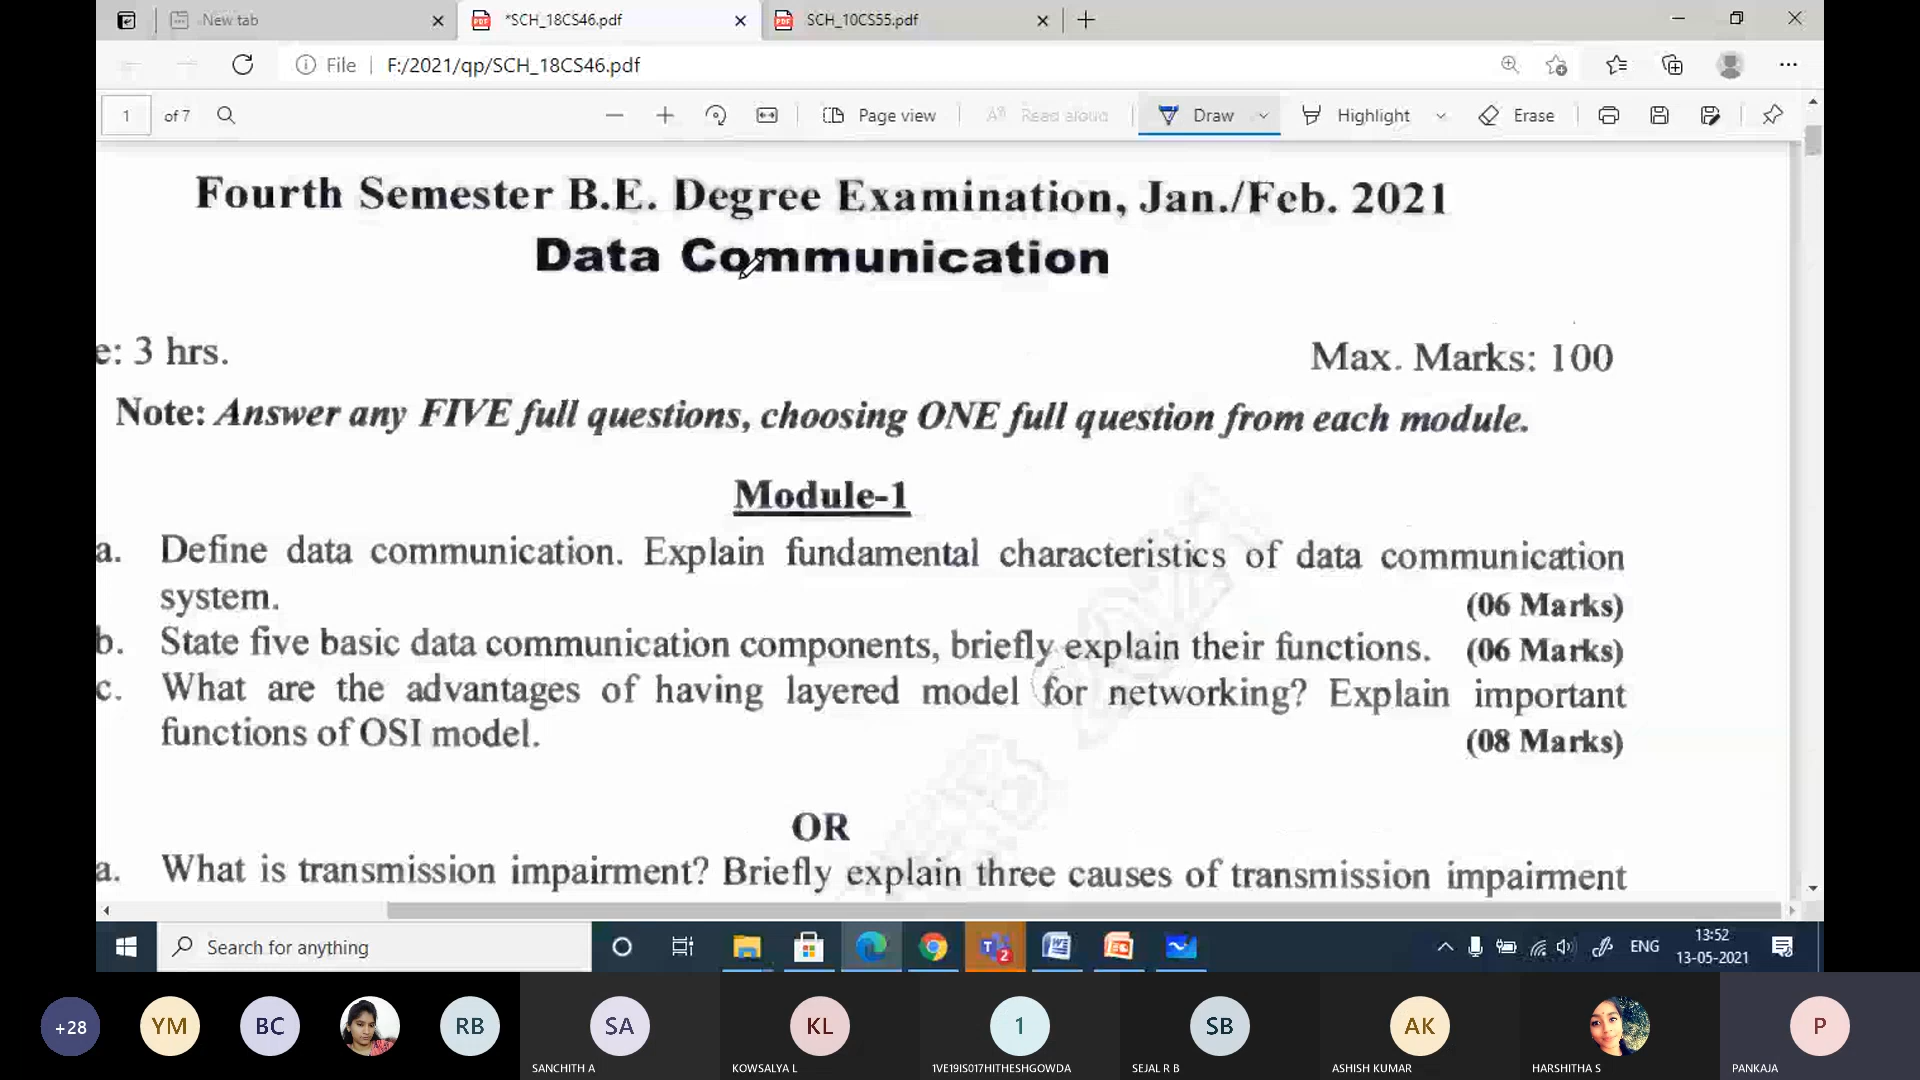 New tab
*SCH_18CS46.pdf
SCH_10CS55.pdf
File
F:/2021/qp/SCH_18CS46.pdf
1 of 7
Page view
Read aloud
Draw
Highlight
Erase
Fourth Semester B.E. Degree Examination, Jan./Feb. 2021
Data Communication
e: 3 hrs.
Max. Marks: 100
Note: Answer any FIVE full questions, choosing ONE full question from each module.
Module-1
a. Define data communication. Explain fundamental characteristics of data communication
system. (06 Marks)
b. State five basic data communication components, briefly explain their functions. (06 Marks)
c. What are the advantages of having layered model for networking? Explain important
functions of OSI model. (08 Marks)
OR
a. What is transmission impairment? Briefly explain three causes of transmission impairment
Search for anything
2
ENG
13:52
13-05-2021
+28
YM
BC
RB
SA
KL
1
SB
AK
P
SANCHITH A
KOWSALYA L
1VE19IS017HITHESHGOWDA
SEJAL R B
ASHISH KUMAR
HARSHITHA S
PANKAJA